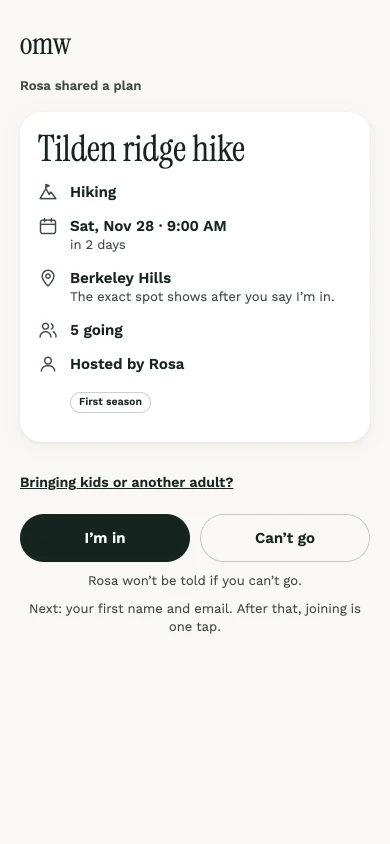 omw
Rosa shared a plan
Tilden ridge hike
Hiking
Sat, Nov 28 · 9:00 AM
in 2 days
Berkeley Hills
The exact spot shows after you say I’m in.
5 going
Hosted by Rosa
First season
Bringing kids or another adult?
I’m in
Can’t go
Rosa won’t be told if you can’t go.
Next: your first name and email. After that, joining is
one tap.